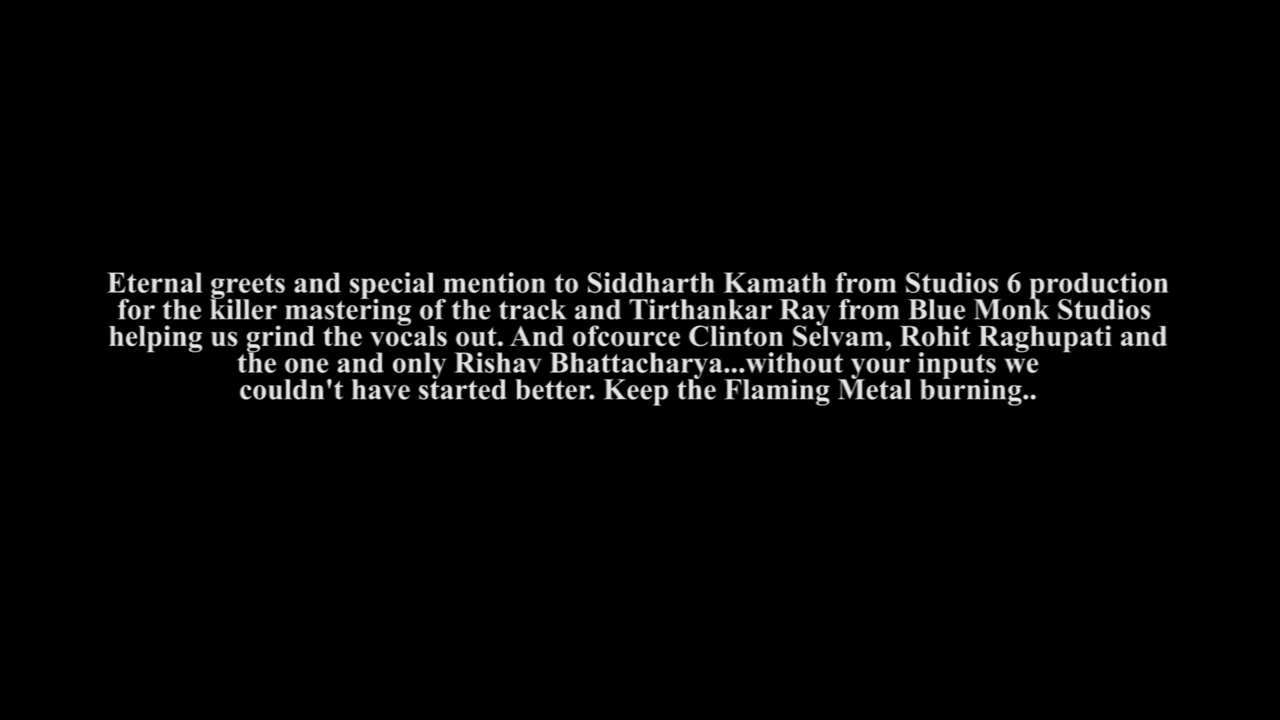 Eternal greets and special mention to Siddharth Kamath from Studios 6 production
for the killer mastering of the track and Tirthankar Ray from Blue Monk Studios
helping us grind the vocals out. And ofcource Clinton Selvam, Rohit Raghupati and
the one and only Rishav Bhattacharya...without your inputs we
couldn't have started better. Keep the Flaming Metal burning..